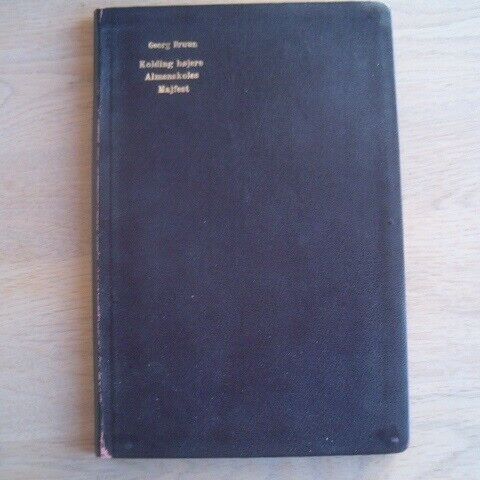 Georg Bruun
Kolding højere
Almenskoles
Majfest